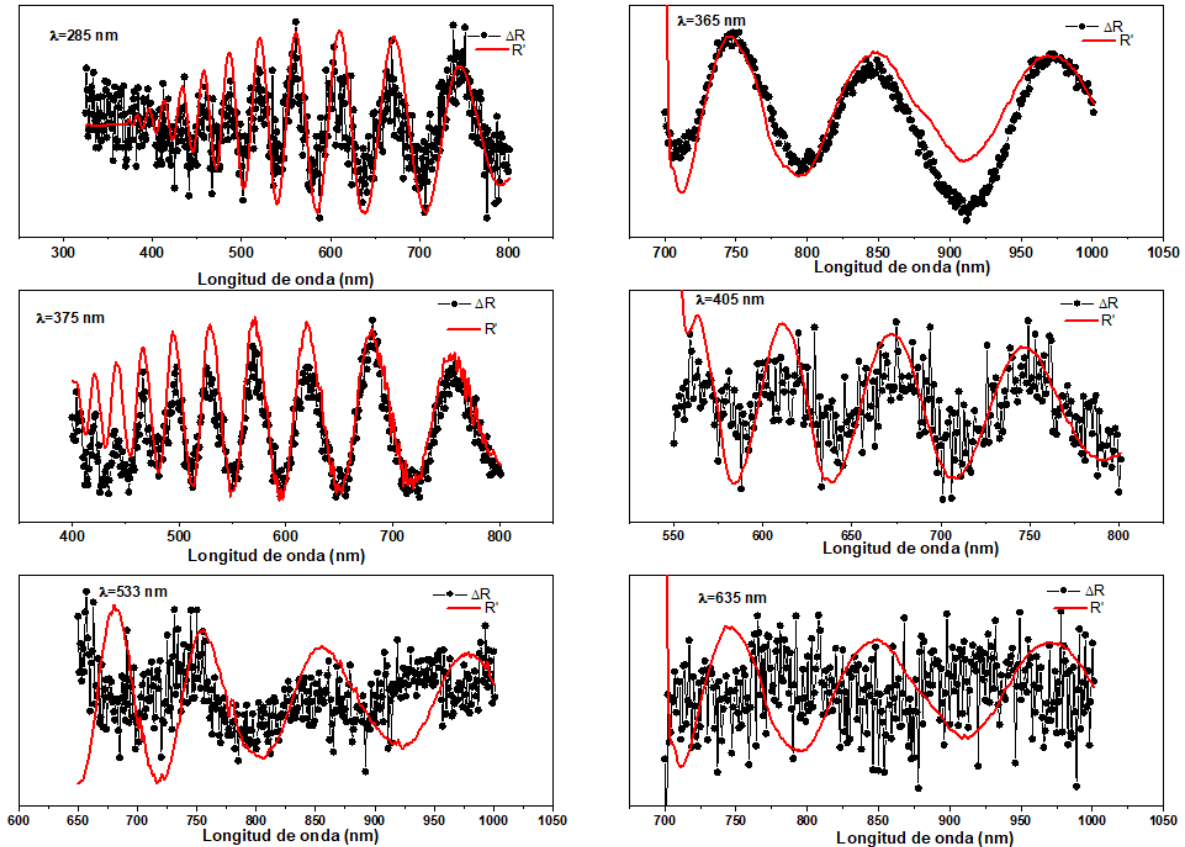 λ=285 nm
ΔR
R'
300 400 500 600 700 800
Longitud de onda (nm)
λ=365 nm
ΔR
R'
700 750 800 850 900 950 1000 1050
Longitud de onda (nm)
λ=375 nm
ΔR
R'
400 500 600 700 800
Longitud de onda (nm)
λ=405 nm
ΔR
R'
550 600 650 700 750 800
Longitud de onda (nm)
λ=533 nm
ΔR
R'
600 650 700 750 800 850 900 950 1000 1050
Longitud de onda (nm)
λ=635 nm
ΔR
R'
700 750 800 850 900 950 1000 1050
Longitud de onda (nm)